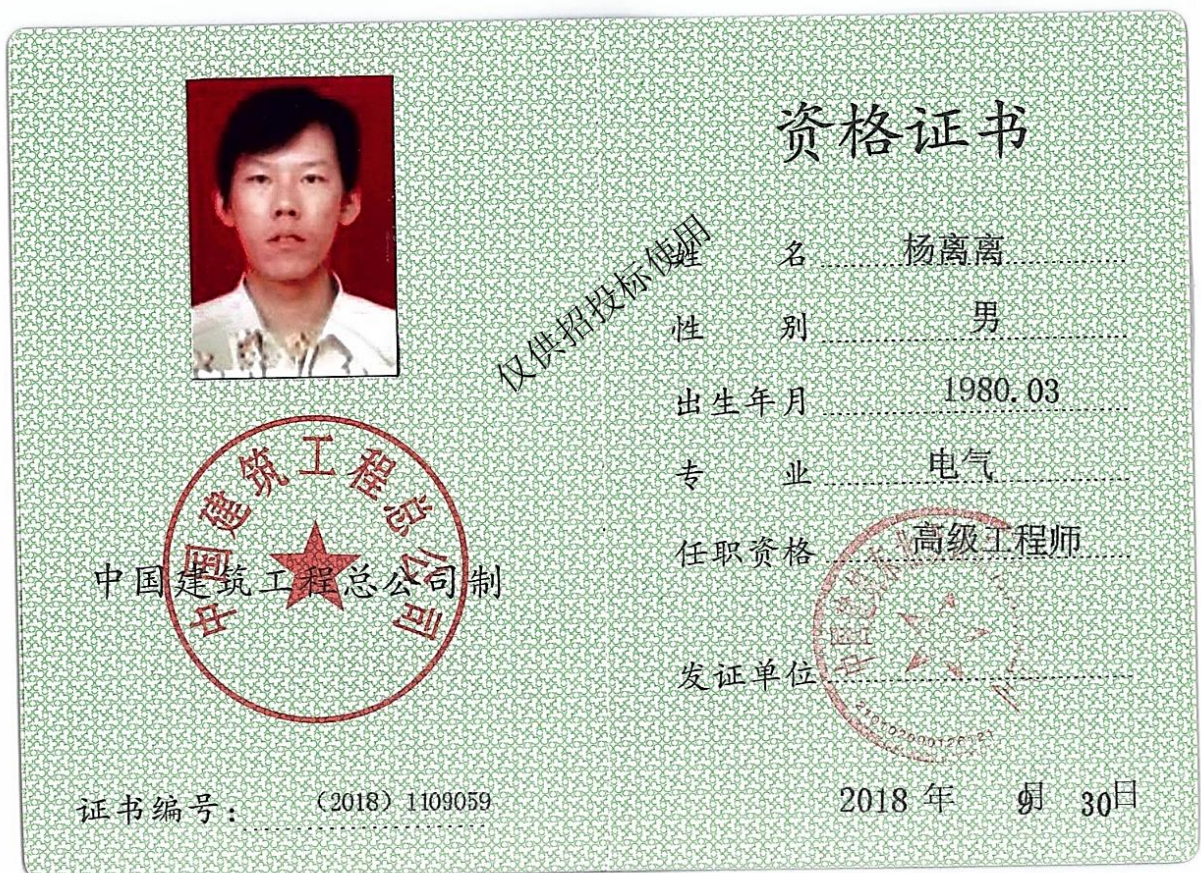 中国建筑工程总公司
中国建筑工程总公司制
证书编号： （2018）1109059
仅供招投标使用
资格证书
姓名 杨离离
性别 男
出生年月 1980.03
专业 电气
任职资格 高级工程师
发证单位
2018 年 9月 30日